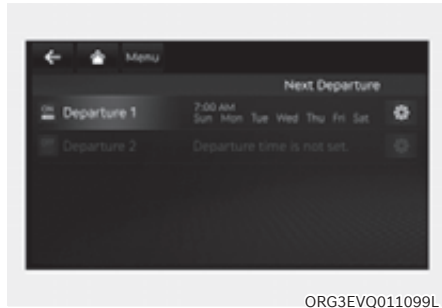 Menu
Next Departure
ON Departure 1 7:00 AM
Sun Mon Tue Wed Thu Fri Sat
Departure 2 Departure time is not set.
ORG3EVQ011099L